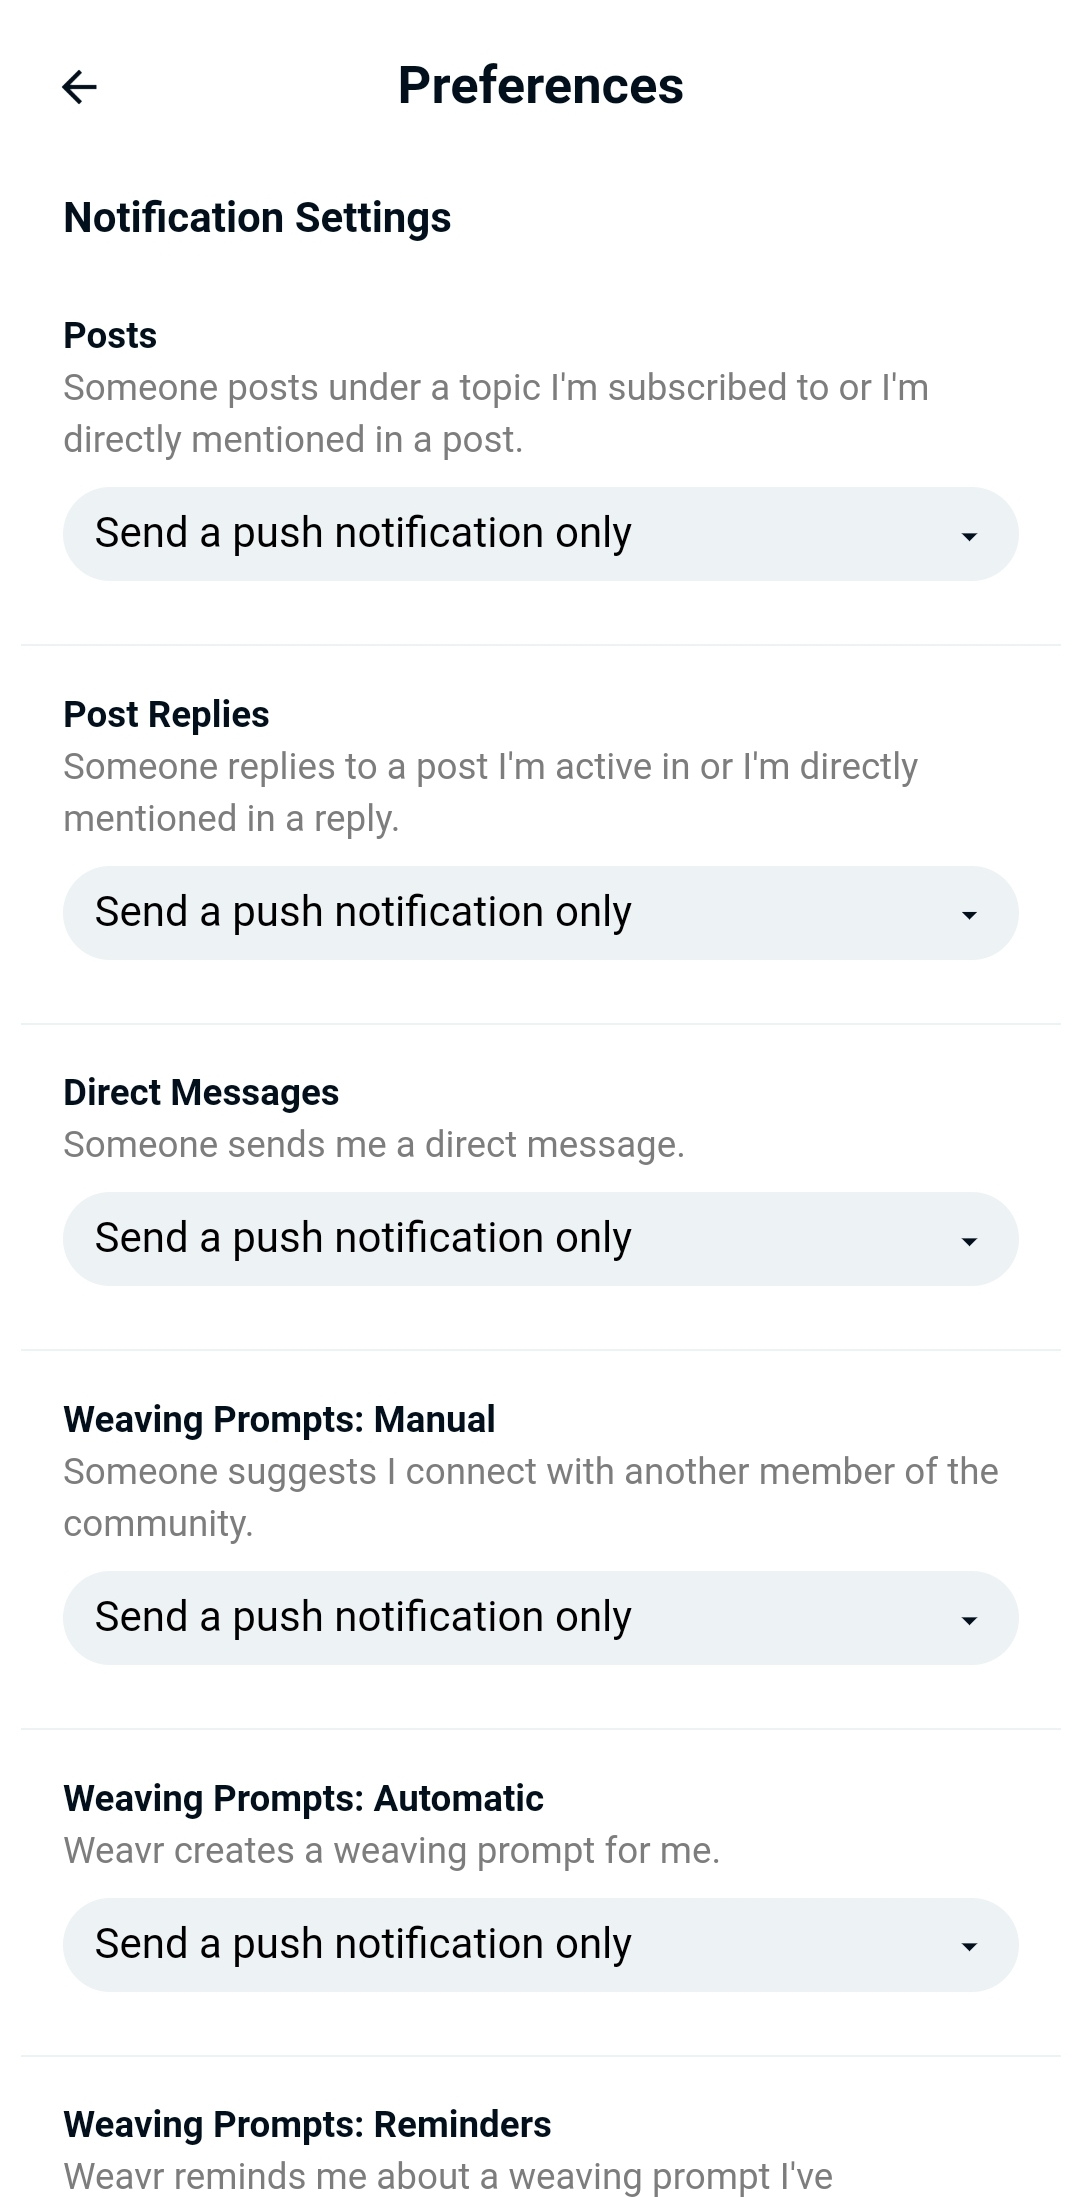 Preferences
Notification Settings
Posts
Someone posts under a topic I'm subscribed to or I'm
directly mentioned in a post.
Send a push notification only
Post Replies
Someone replies to a post I'm active in or I'm directly
mentioned in a reply.
Send a push notification only
Direct Messages
Someone sends me a direct message.
Send a push notification only
Weaving Prompts: Manual
Someone suggests I connect with another member of the
community.
Send a push notification only
Weaving Prompts: Automatic
Weavr creates a weaving prompt for me.
Send a push notification only
Weaving Prompts: Reminders
Weavr reminds me about a weaving prompt I've